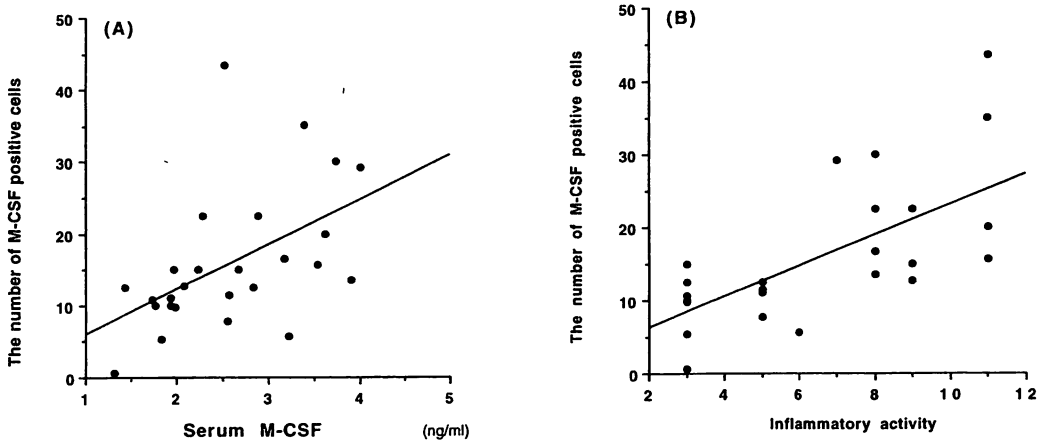 (A)
The number of M-CSF positive cells
50
40
30
20
10
0
1 2 3 4 5
Serum M-CSF (ng/ml)
(B)
The number of M-CSF positive cells
50
40
30
20
10
0
2 4 6 8 10 12
Inflammatory activity